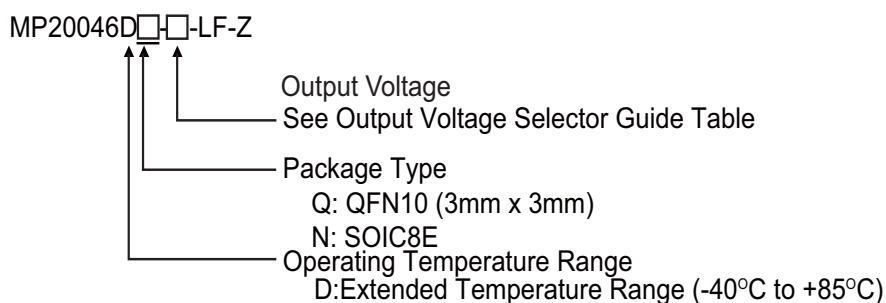 MP20046D□-□-LF-Z
Output Voltage
See Output Voltage Selector Guide Table
Package Type
Q: QFN10 (3mm x 3mm)
N: SOIC8E
Operating Temperature Range
D:Extended Temperature Range (-40°C to +85°C)